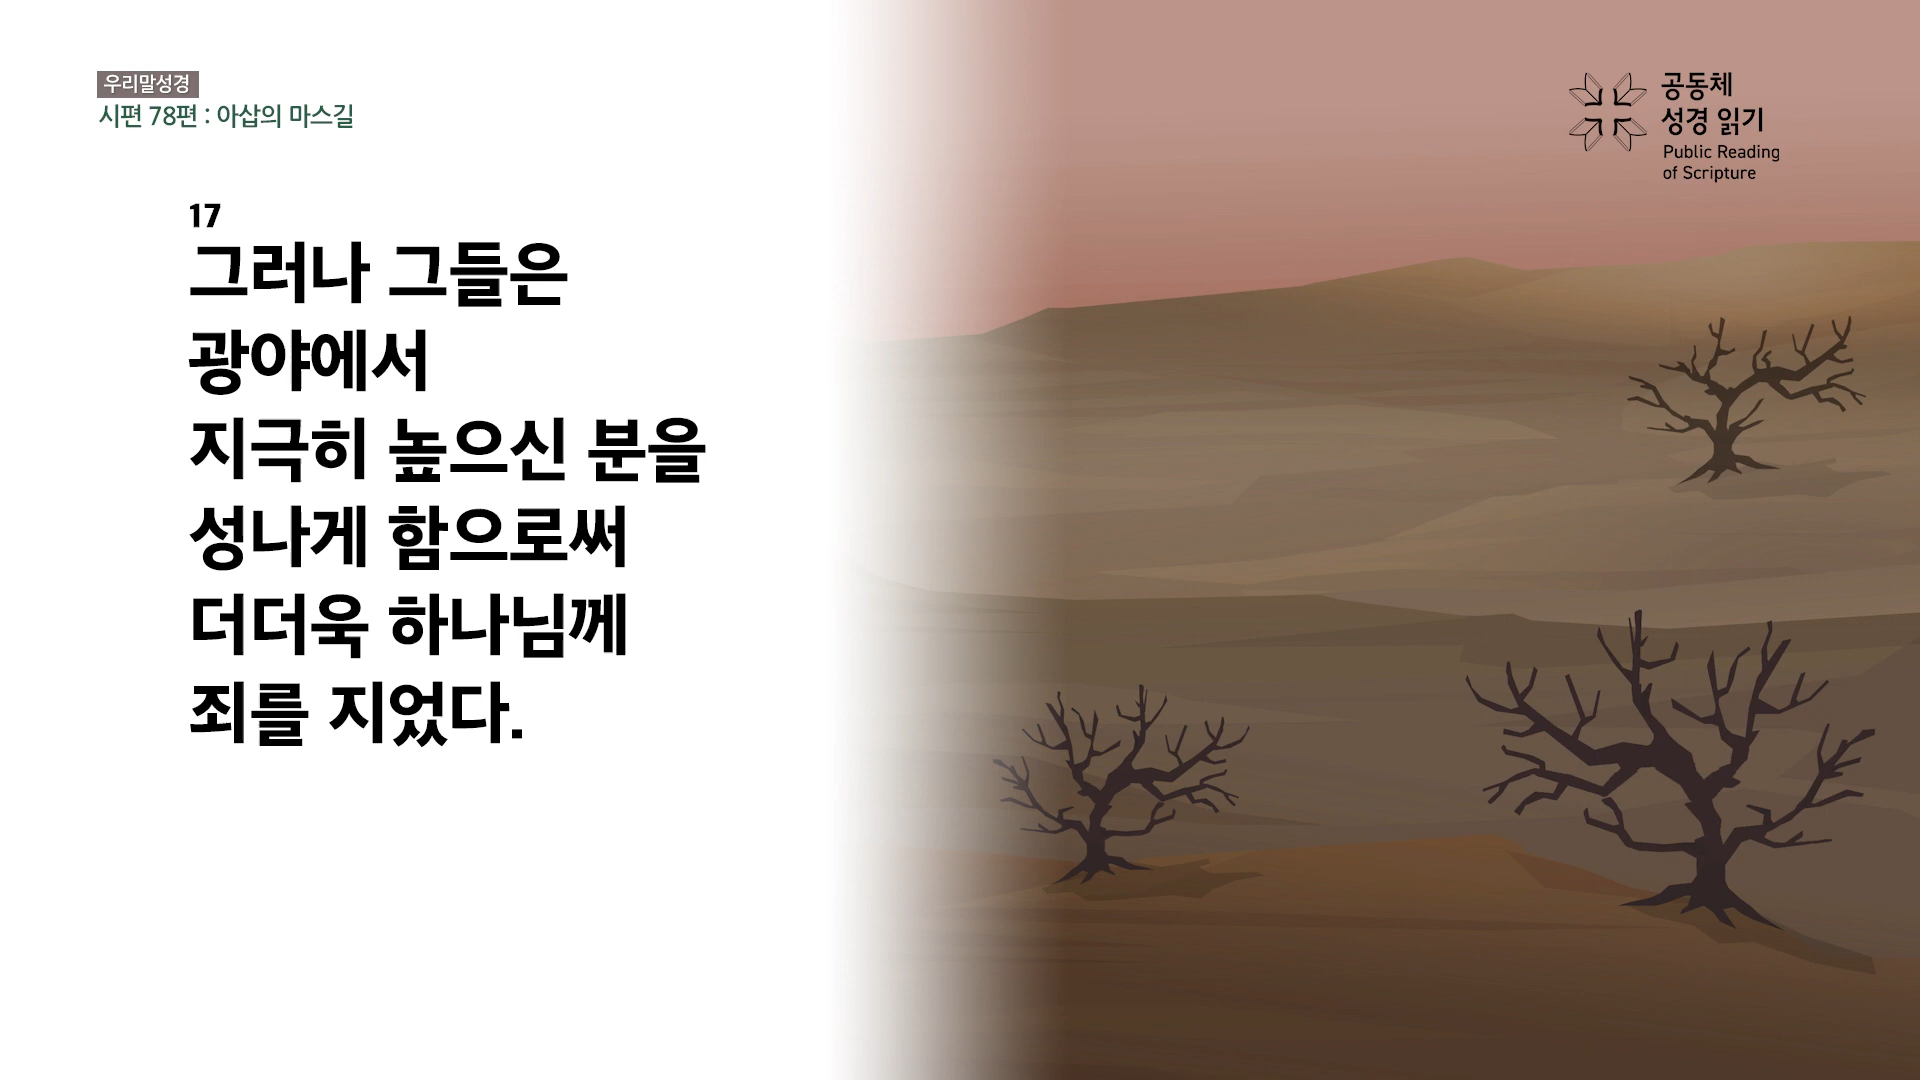 우리말성경
시편 78편 : 아삽의 마스길
공동체
성경 읽기
Public Reading
of Scripture
17
그러나 그들은
광야에서
지극히 높으신 분을
성나게 함으로써
더더욱 하나님께
죄를 지었다.